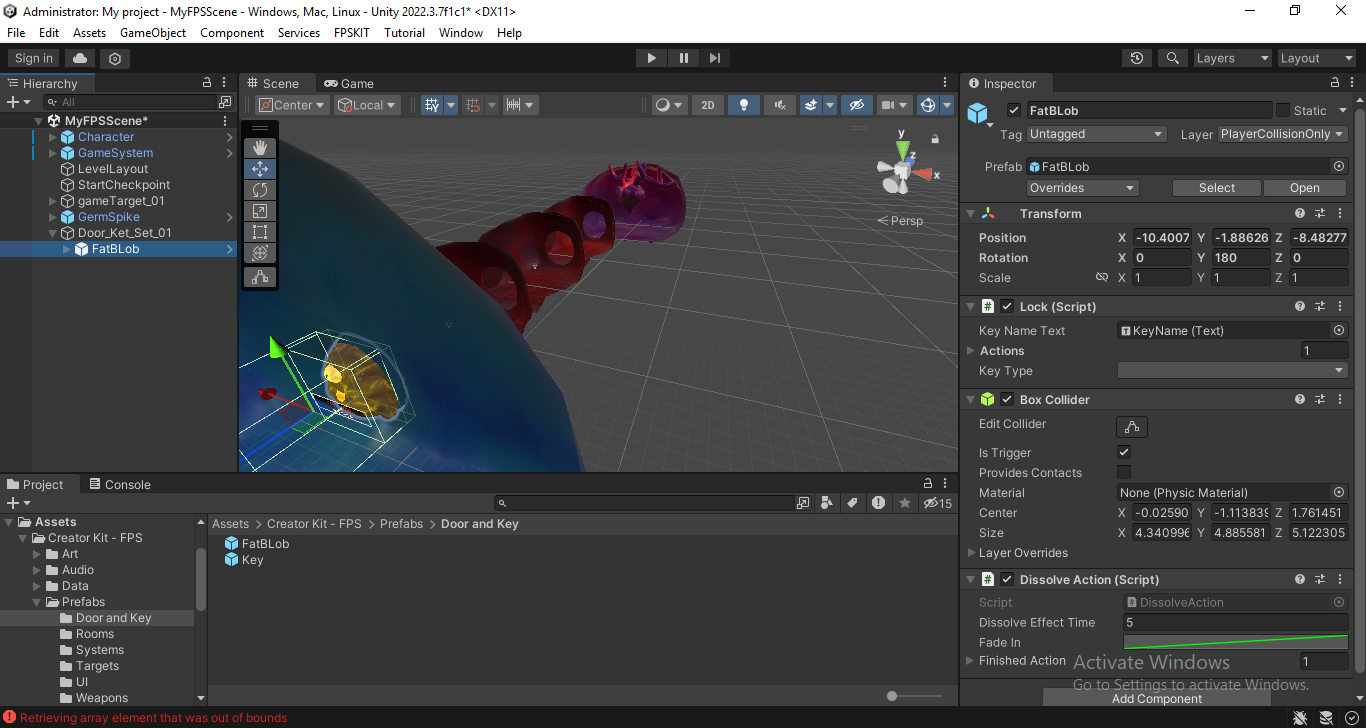 Administrator: My project - MyFPSScene - Windows, Mac, Linux - Unity 2022.3.7f1c1* <DX11>
File Edit Assets GameObject Component Services FPSKIT Tutorial Window Help
Sign in Layers Layout
Hierarchy
All
MyFPSScene*
Character
GameSystem
LevelLayout
StartCheckpoint
gameTarget_01
GermSpike
Door_Ket_Set_01
FatBLob
Scene Game
Center Local 2D
y
z
x
Persp
Inspector
FatBLob Static
Tag Untagged Layer PlayerCollisionOnly
Prefab FatBLob
Overrides Select Open
Transform
Position X -10.4007 Y -1.88626 Z -8.48277
Rotation X 0 Y 180 Z 0
Scale X 1 Y 1 Z 1
# Lock (Script)
Key Name Text KeyName (Text)
Actions 1
Key Type
Box Collider
Edit Collider
Is Trigger
Provides Contacts
Material None (Physic Material)
Center X -0.02590 Y -1.113839 Z 1.761451
Size X 4.340996 Y 4.885581 Z 5.122305
Layer Overrides
# Dissolve Action (Script)
Script # DissolveAction
Dissolve Effect Time 5
Fade In
Finished Action 1
Add Component
Activate Windows
Go to Settings to activate Windows.
Project Console
15
Assets
Creator Kit - FPS
Art
Audio
Data
Prefabs
Door and Key
Rooms
Systems
Targets
UI
Weapons
Assets > Creator Kit - FPS > Prefabs > Door and Key
FatBLob
Key
Retrieving array element that was out of bounds